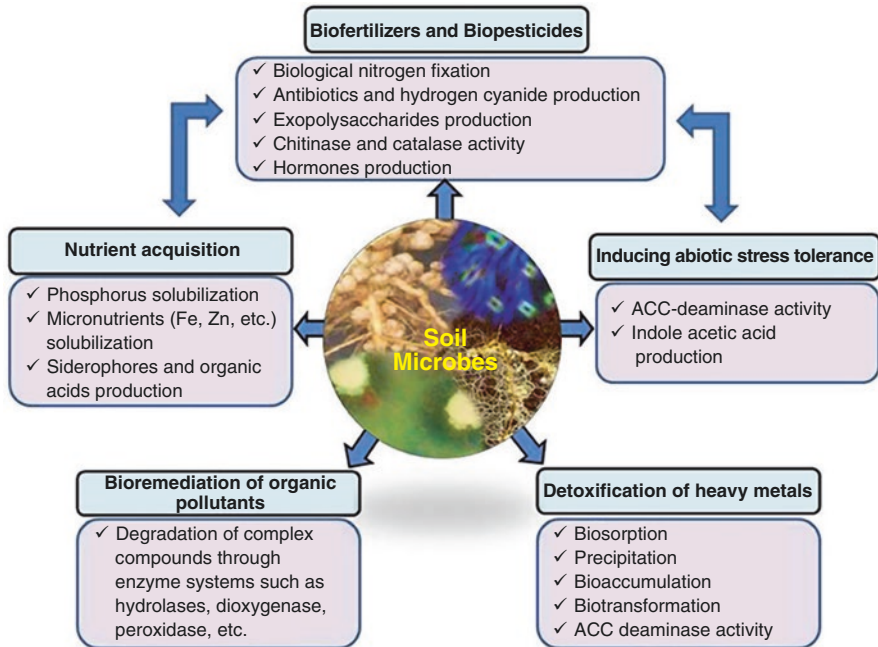 Biofertilizers and Biopesticides
✓ Biological nitrogen fixation
✓ Antibiotics and hydrogen cyanide production
✓ Exopolysaccharides production
✓ Chitinase and catalase activity
✓ Hormones production
Nutrient acquisition
✓ Phosphorus solubilization
✓ Micronutrients (Fe, Zn, etc.)
solubilization
✓ Siderophores and organic
acids production
Soil
Microbes
Inducing abiotic stress tolerance
✓ ACC-deaminase activity
✓ Indole acetic acid
production
Bioremediation of organic
pollutants
✓ Degradation of complex
compounds through
enzyme systems such as
hydrolases, dioxygenase,
peroxidase, etc.
Detoxification of heavy metals
✓ Biosorption
✓ Precipitation
✓ Bioaccumulation
✓ Biotransformation
✓ ACC deaminase activity